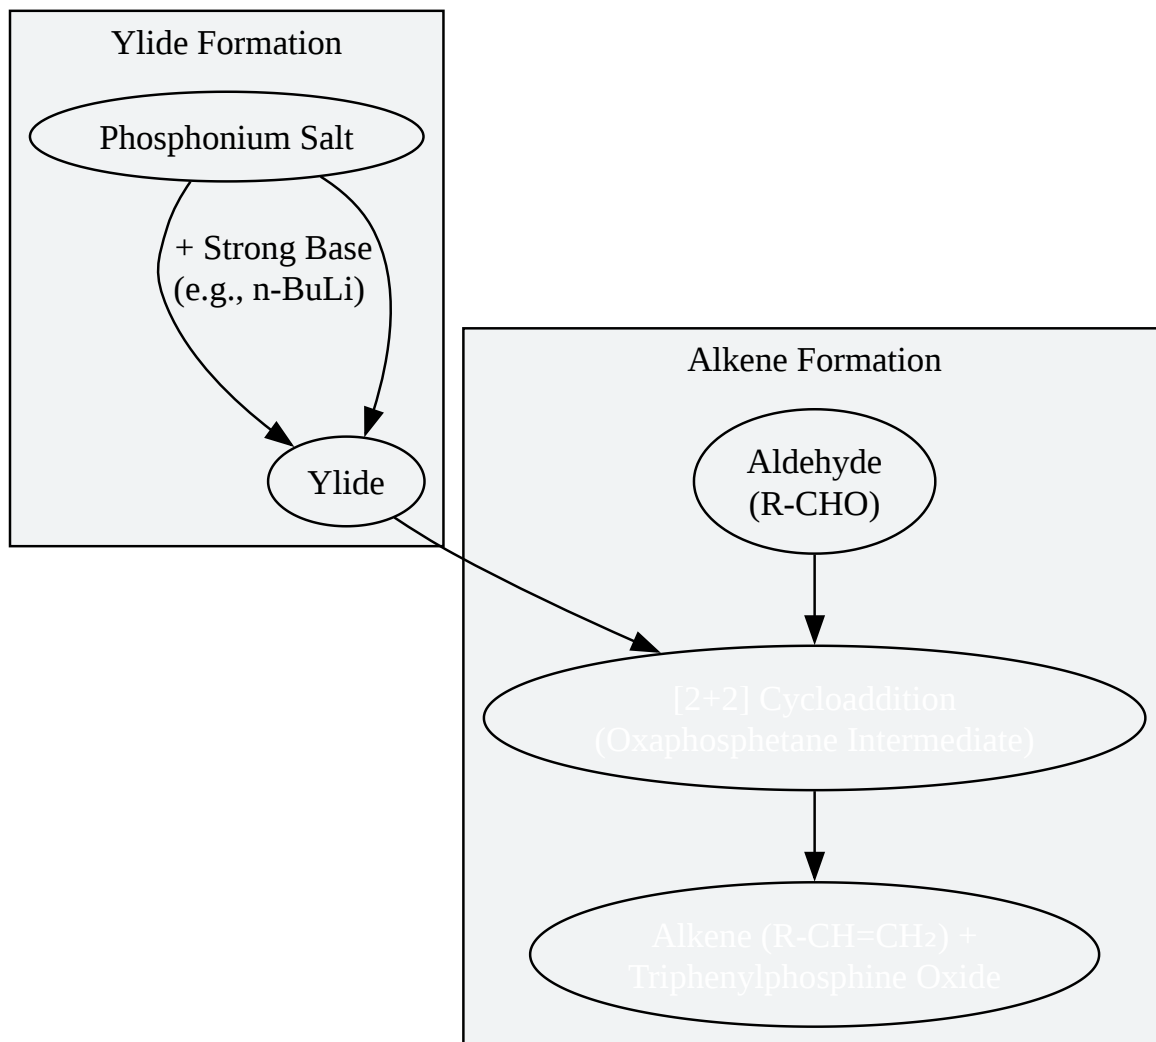 Ylide Formation
Phosphonium Salt
+ Strong Base
(e.g., n-BuLi)
Ylide
Alkene Formation
Aldehyde
(R-CHO)
[2+2] Cycloaddition
(Oxaphosphetane Intermediate)
Alkene (R-CH=CH₂) +
Triphenylphosphine Oxide